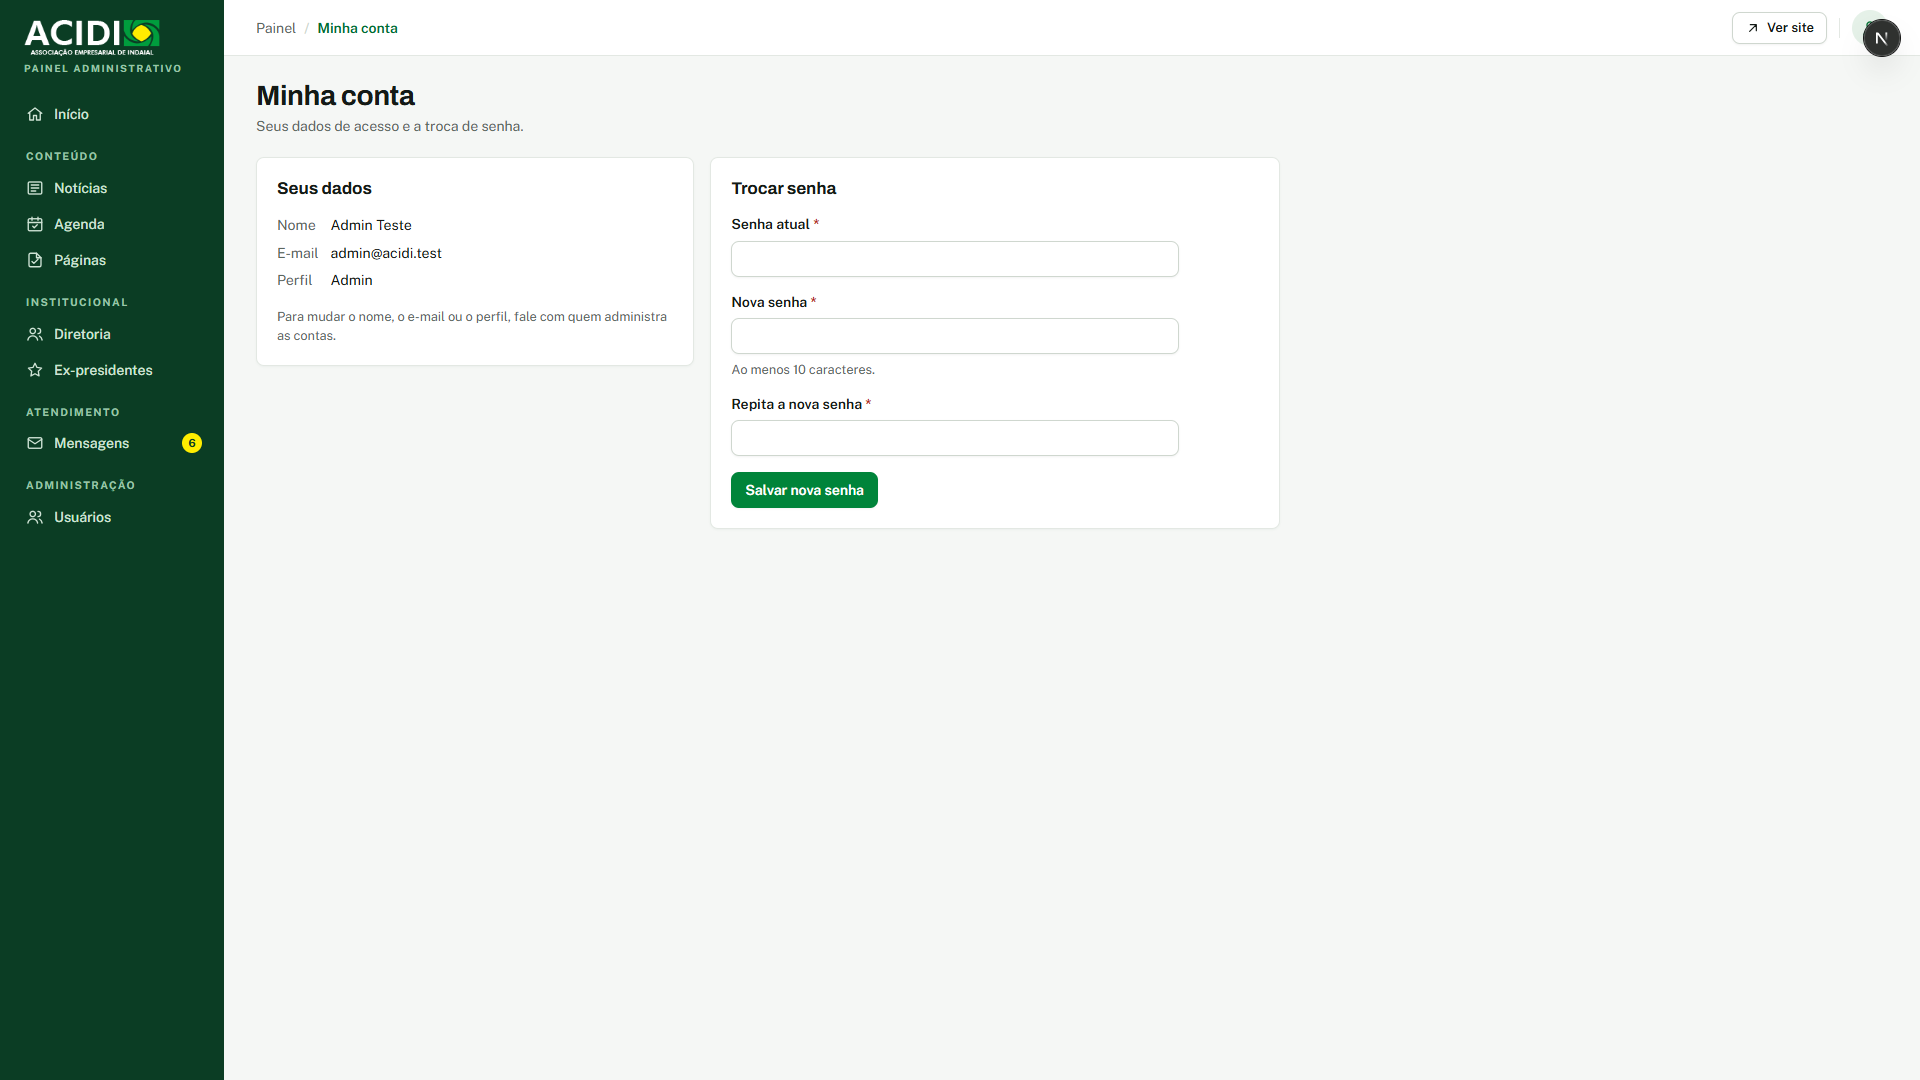 ACIDI
ASSOCIAÇÃO EMPRESARIAL DE INDAIAL
PAINEL ADMINISTRATIVO
Início
CONTEÚDO
Notícias
Agenda
Páginas
INSTITUCIONAL
Diretoria
Ex-presidentes
ATENDIMENTO
Mensagens 6
ADMINISTRAÇÃO
Usuários
Painel / Minha conta
Ver site
N
Minha conta
Seus dados de acesso e a troca de senha.
Seus dados
Nome Admin Teste
E-mail admin@acidi.test
Perfil Admin
Para mudar o nome, o e-mail ou o perfil, fale com quem administra
as contas.
Trocar senha
Senha atual *
Nova senha *
Ao menos 10 caracteres.
Repita a nova senha *
Salvar nova senha